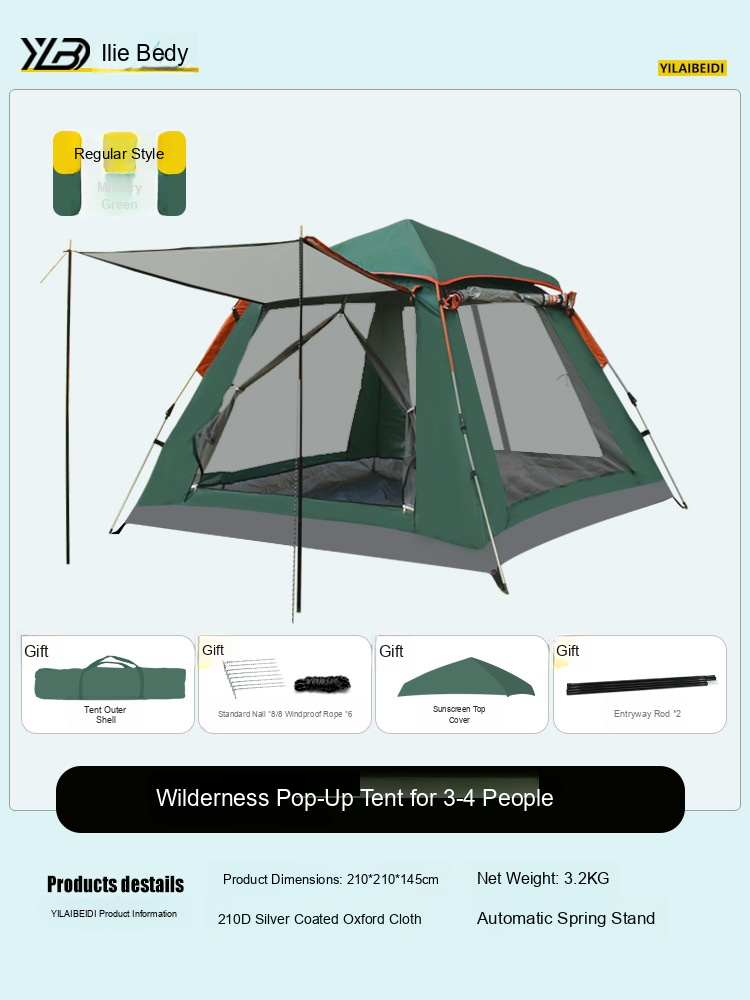 YLB Ilie Bedy
YILAIBEIDI
Regular Style
Military
Green
Gift
Tent Outer
Shell
Gift
Standard Nail *8/8 Windproof Rope *6
Gift
Sunscreen Top
Cover
Gift
Entryway Rod *2
Wilderness Pop-Up Tent for 3-4 People
Products destails
YILAIBEIDI Product Information
Product Dimensions: 210*210*145cm
210D Silver Coated Oxford Cloth
Net Weight: 3.2KG
Automatic Spring Stand